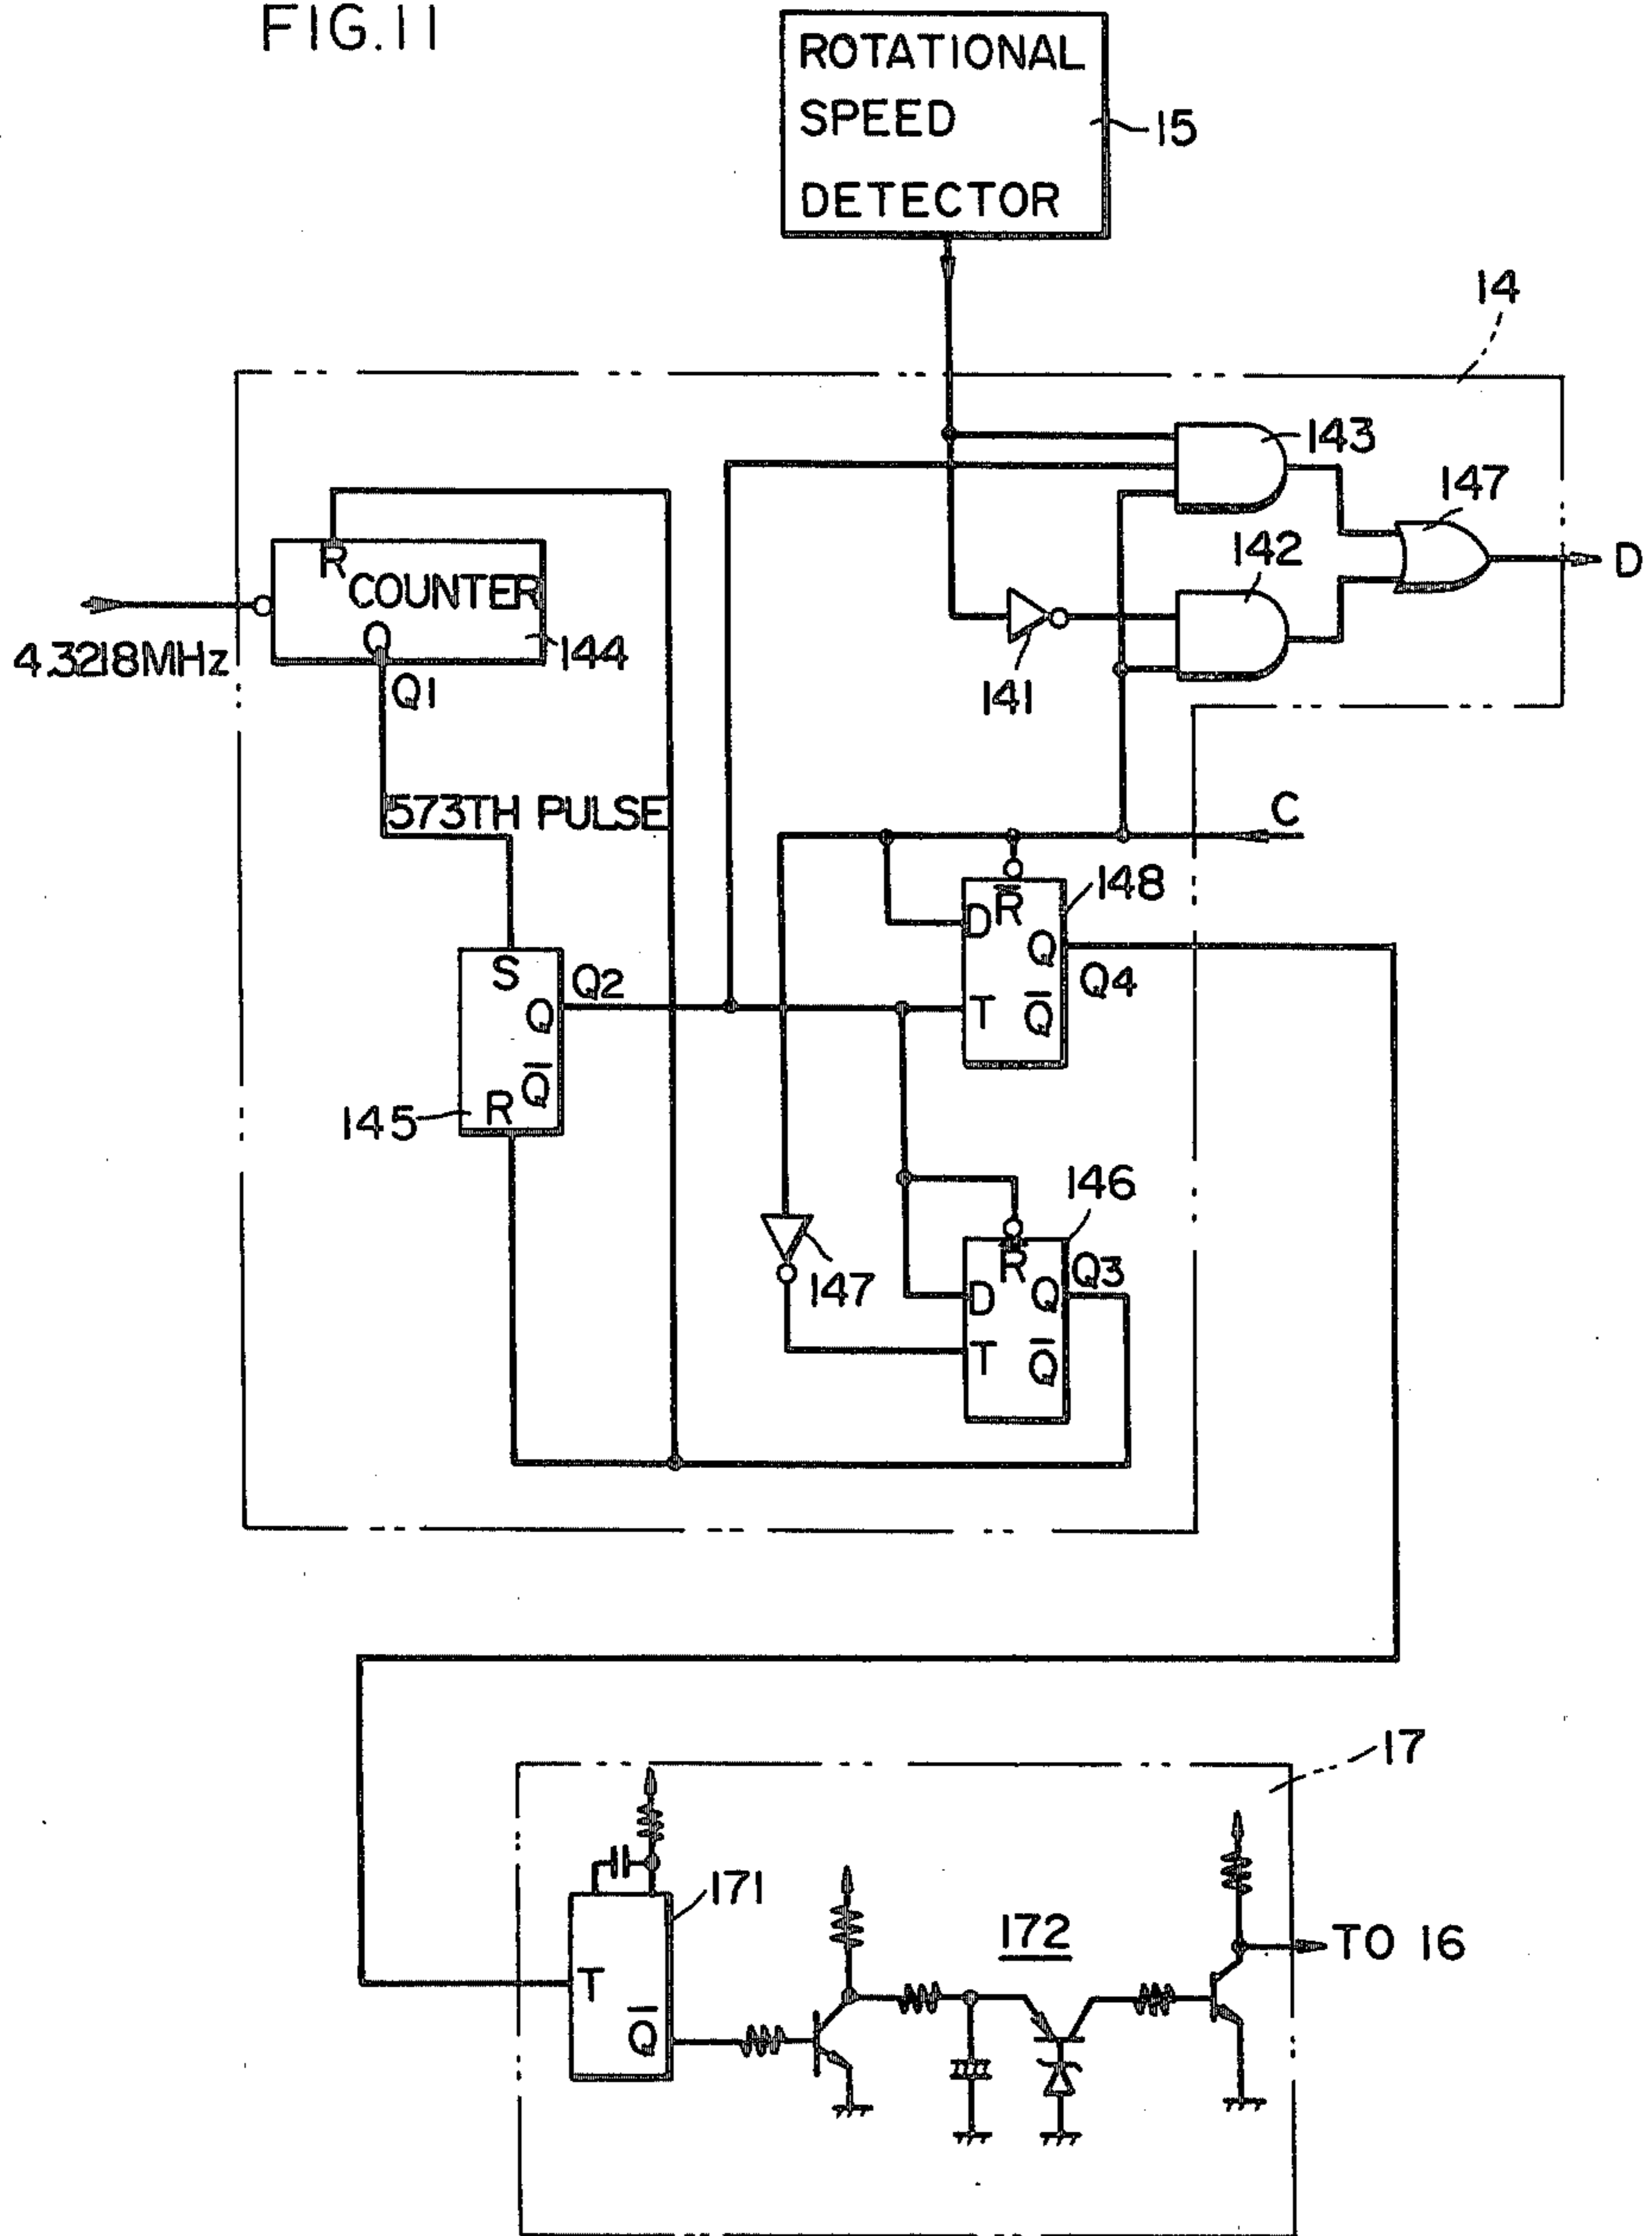 FIG.11
ROTATIONAL
SPEED
DETECTOR
15
14
143
147
D
142
141
R
COUNTER
Q
144
4.3218MHz
Q1
573TH PULSE
C
148
D
R̅
Q
Q4
T
Q̅
S
Q2
Q
Q̅
R
145
146
147
R
Q3
D
Q
T
Q̅
17
171
172
TO 16
T
Q̅